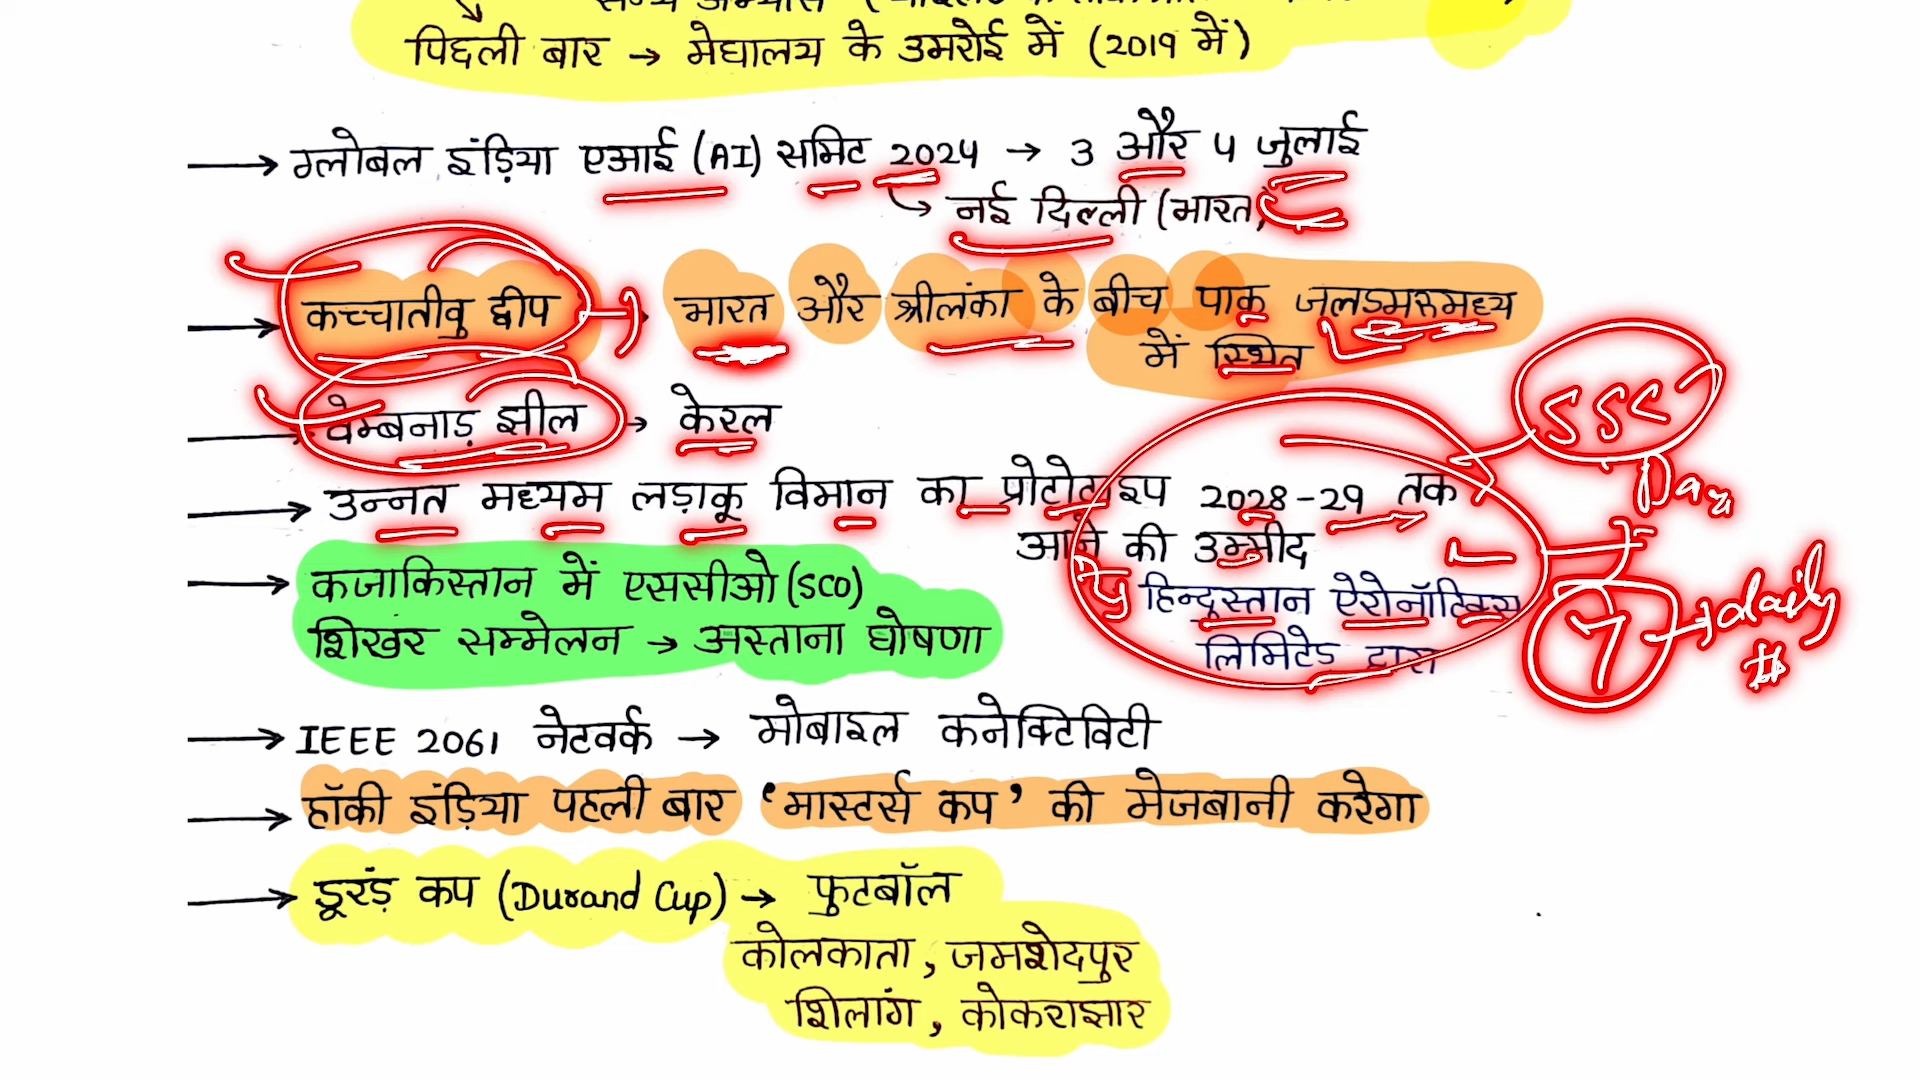 पिछली बार → मेघालय के उमरोई में (2019 में)
→ ग्लोबल इंड़िया एआई (AI) समिट 2024 → 3 और 4 जुलाई
↳ नई दिल्ली (भारत)
→ कच्चातीवु द्वीप → भारत और श्रीलंका के बीच पाक जलडमरुमध्य
में स्थित
→ वेम्बनाड़ झील → केरल
→ उन्नत मध्यम लड़ाकू विमान का प्रोटोटाइप 2028-29 तक
आने की उम्मीद
↳ हिन्दुस्तान ऐरोनॉटिक्स
लिमिटेड द्वारा
SSC
7 → daily
→ कजाकिस्तान में एससीओ (SCO)
शिखर सम्मेलन → अस्ताना घोषणा
→ IEEE 2061 नेटवर्क → मोबाइल कनेक्टिविटी
→ हॉकी इंड़िया पहली बार ‘मास्टर्स कप’ की मेजबानी करेगा
→ डूरंड़ कप (Durand Cup) → फुटबॉल
कोलकाता, जमशेदपुर
शिलांग, कोकराझार